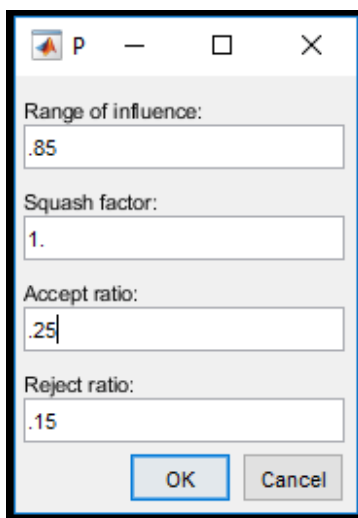 P
Range of influence:
.85
Squash factor:
1.
Accept ratio:
.25
Reject ratio:
.15
OK Cancel